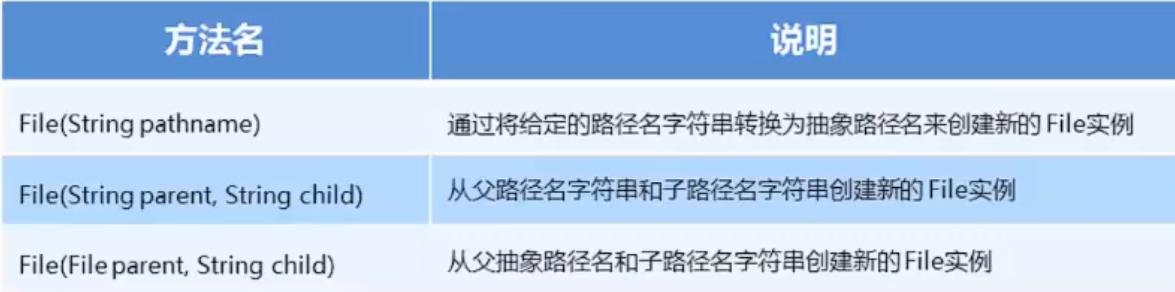 方法名 说明
File(String pathname) 通过将给定的路径名字符串转换为抽象路径名来创建新的 File实例
File(String parent, String child) 从父路径名字符串和子路径名字符串创建新的 File实例
File(File parent, String child) 从父抽象路径名和子路径名字符串创建新的File实例